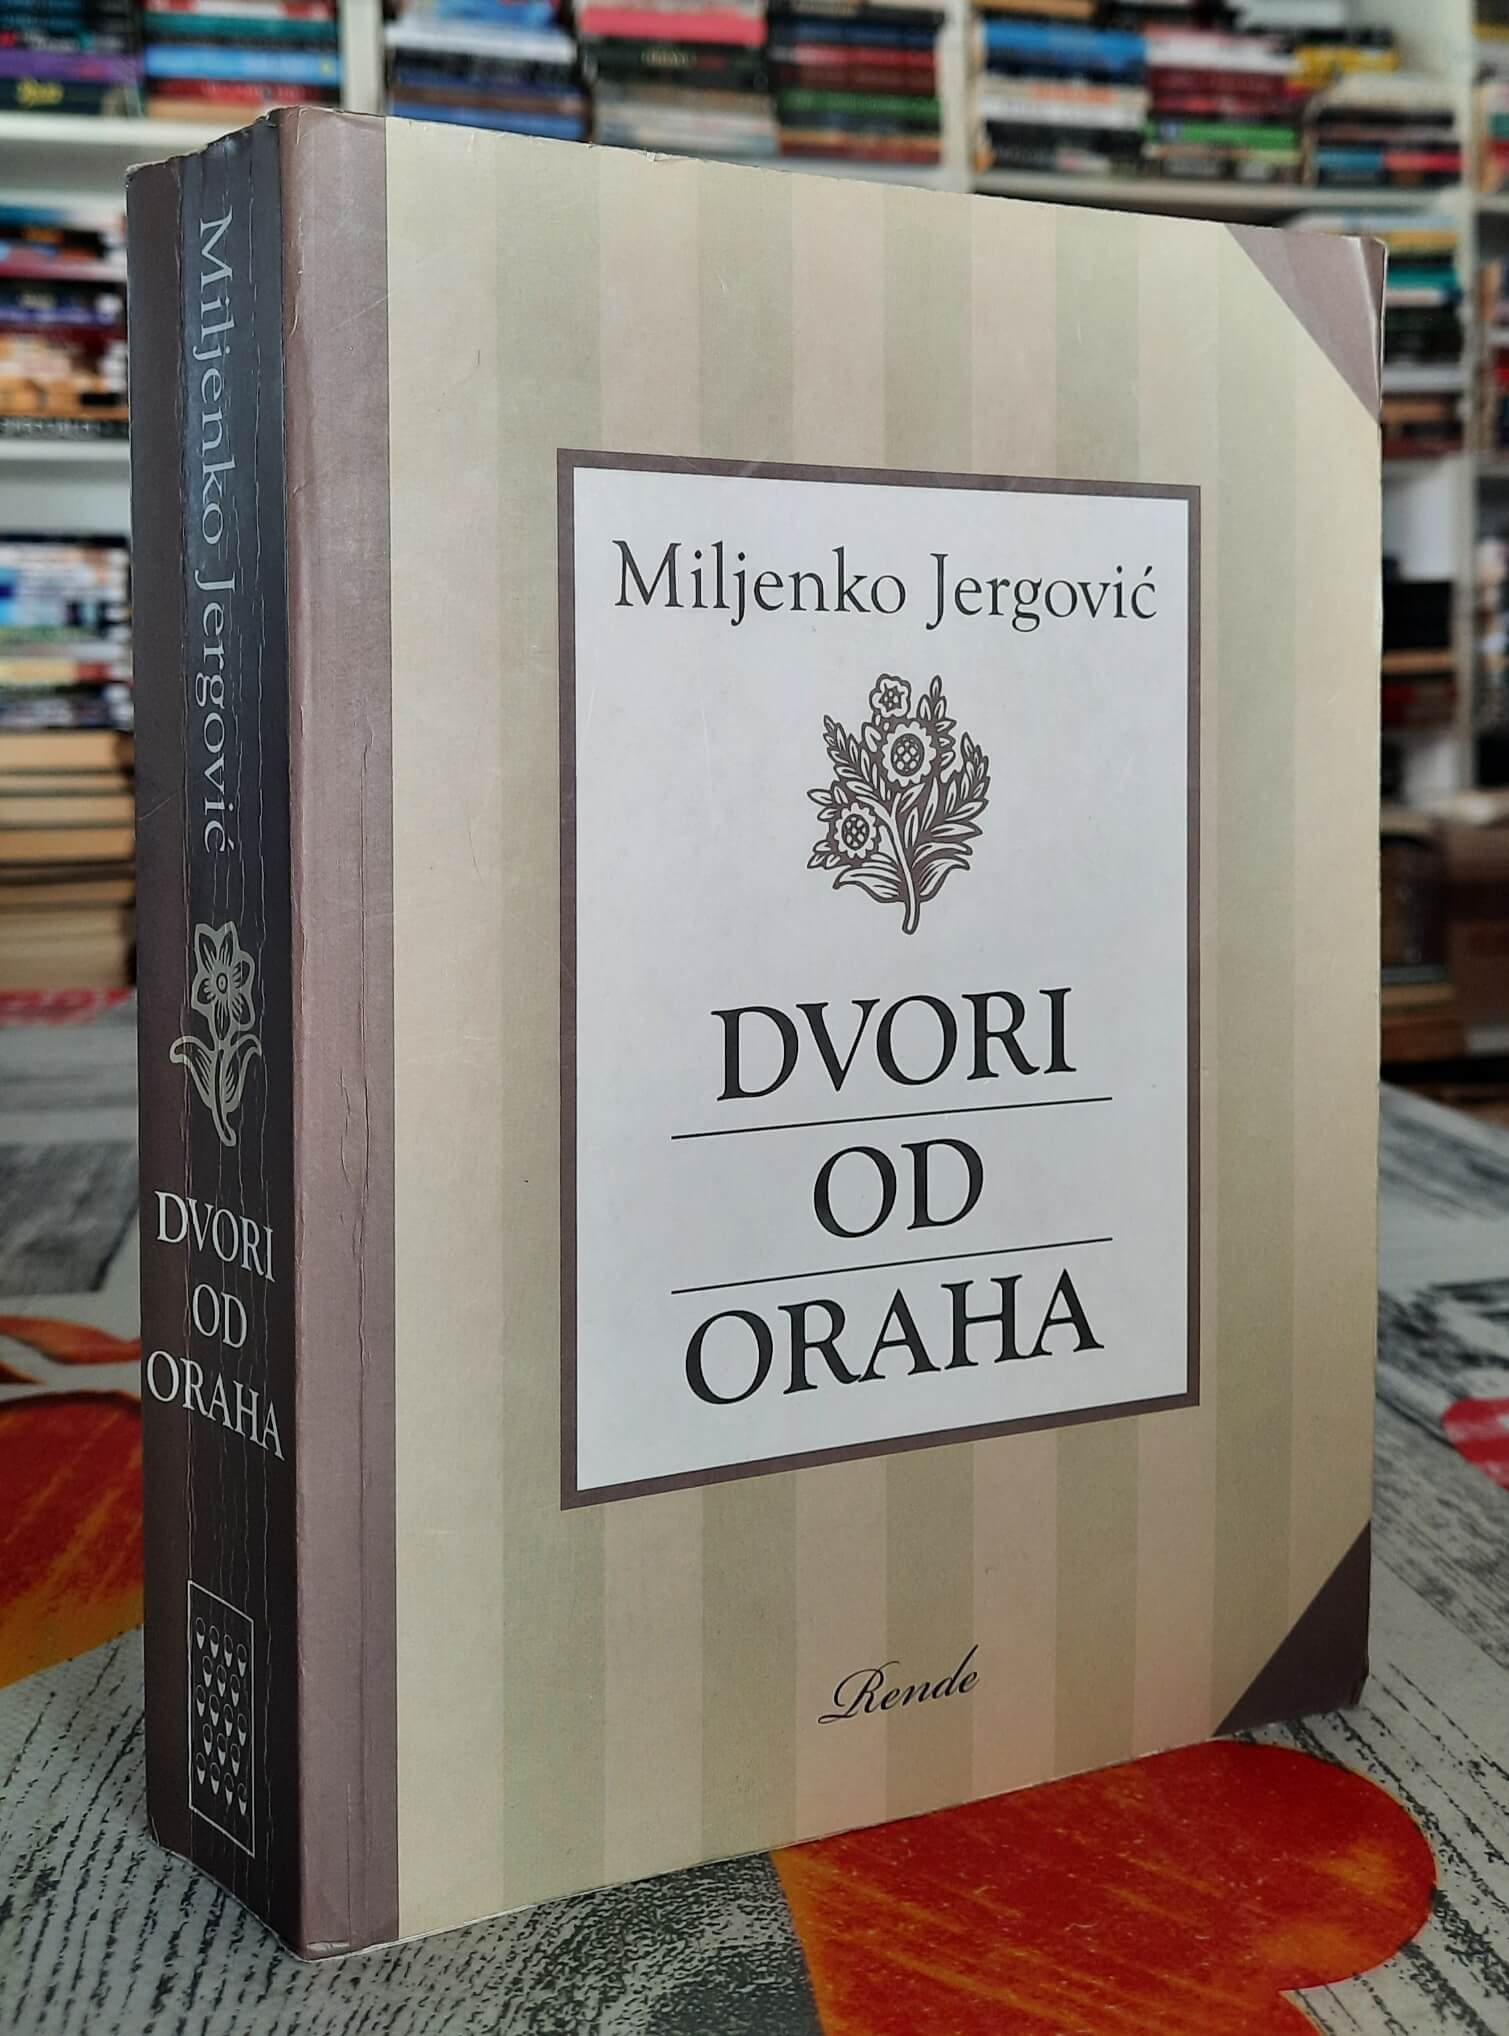 Miljenko Jergović
DVORI
OD
ORAHA
Miljenko Jergović
DVORI
OD
ORAHA
Rende